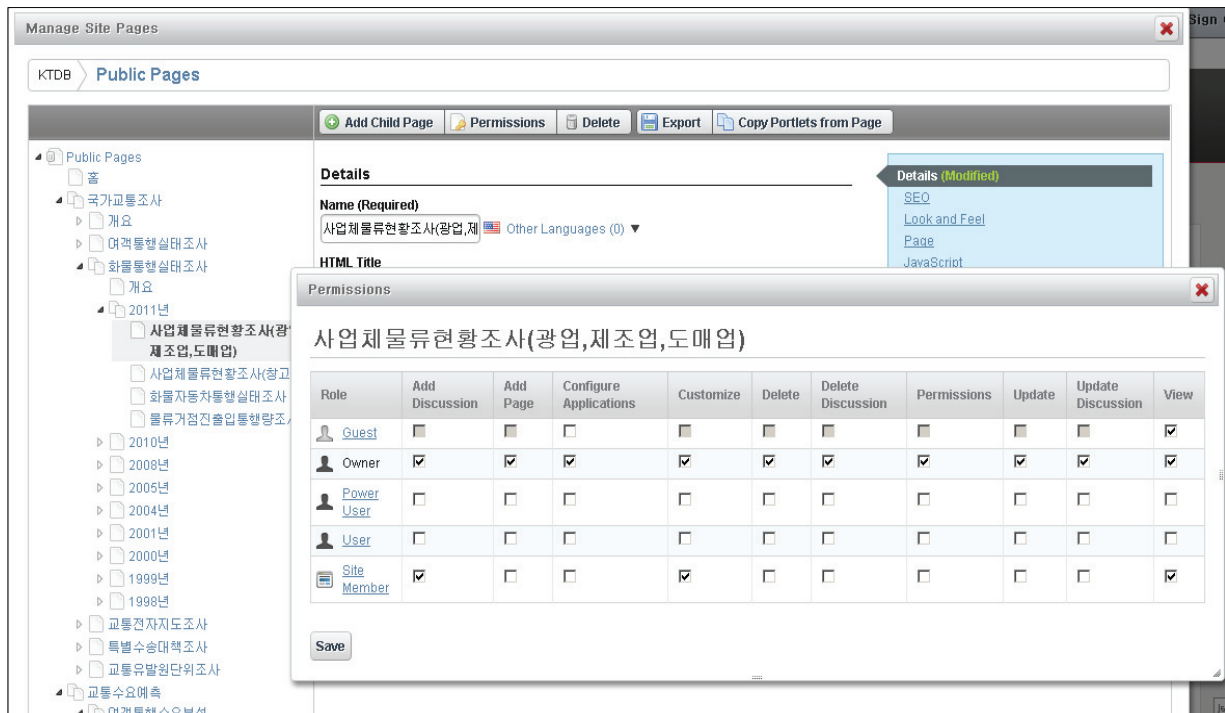 Manage Site Pages
Sign
KTDB
Public Pages
Add Child Page
Permissions
Delete
Export
Copy Portlets from Page
Public Pages
홈
국가교통조사
개요
여객통행실태조사
화물통행실태조사
개요
2011년
사업체물류현황조사(광
제조업,도매업)
사업체물류현황조사(창고
화물자동차통행실태조사
물류거점진출입통행량조사
2010년
2008년
2005년
2004년
2001년
2000년
1999년
1998년
교통전자지도조사
특별수송대책조사
교통유발원단위조사
교통수요예측
Details
Name (Required)
사업체물류현황조사(광업,제
Other Languages (0) ▼
HTML Title
Details (Modified)
SEO
Look and Feel
Page
JavaScript
Permissions
사업체물류현황조사(광업,제조업,도매업)
Role Add Discussion Add Page Configure Applications Customize Delete Delete Discussion Permissions Update Update Discussion View
Guest
Owner
Power
User
User
Site
Member
Save